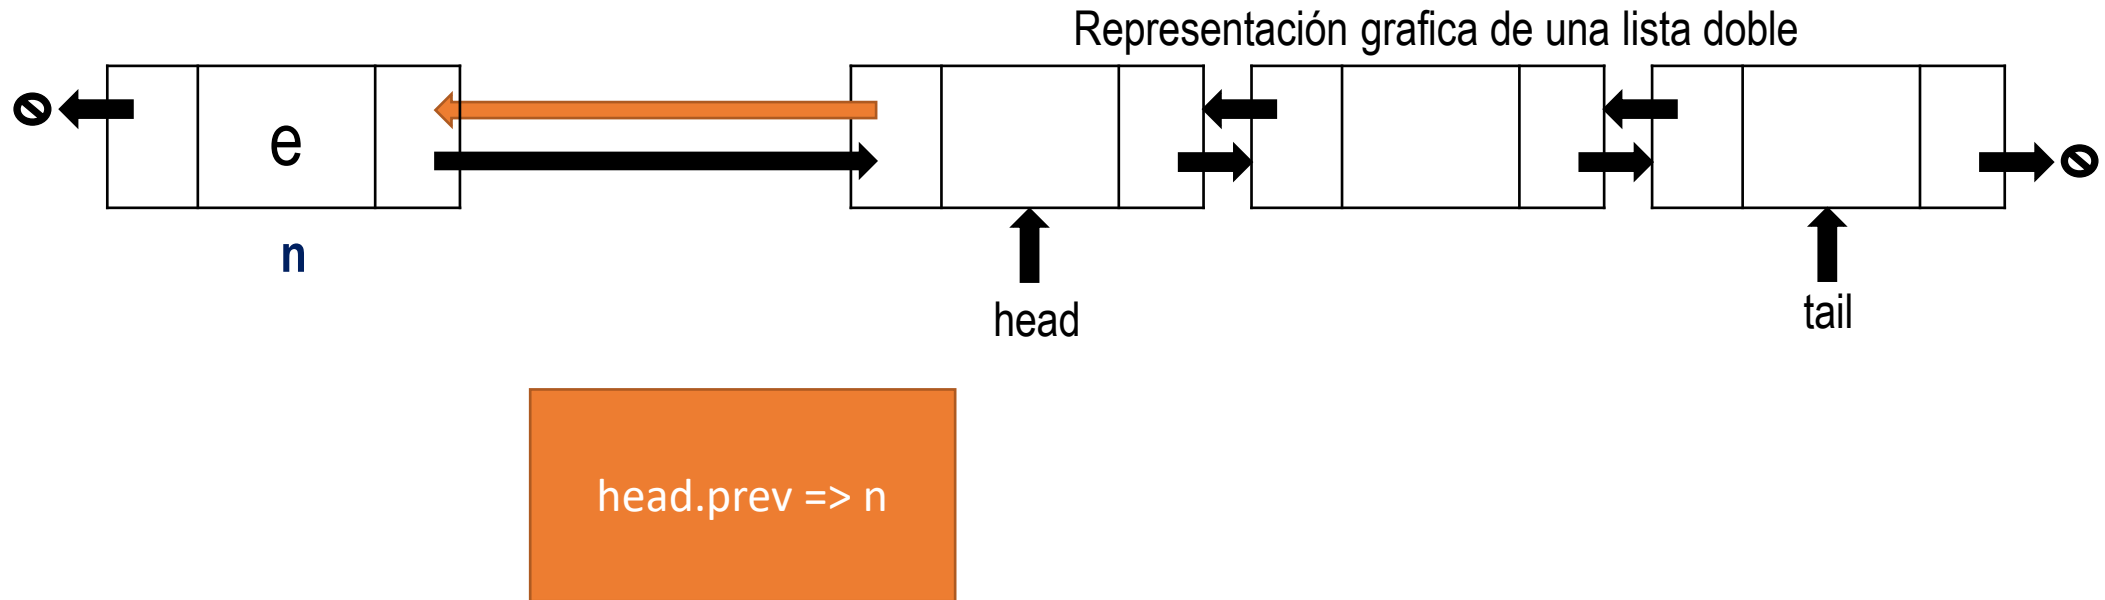 Representación grafica de una lista doble
e
n
head
tail
head.prev => n